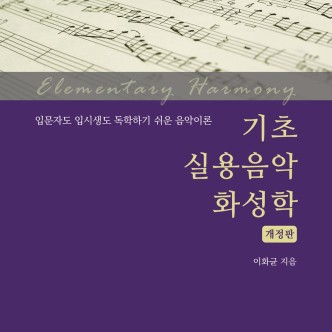 Elementary Harmony
입문자도 입시생도 독학하기 쉬운 음악이론
기초
실용음악
화성학
개정판
이화균 지음